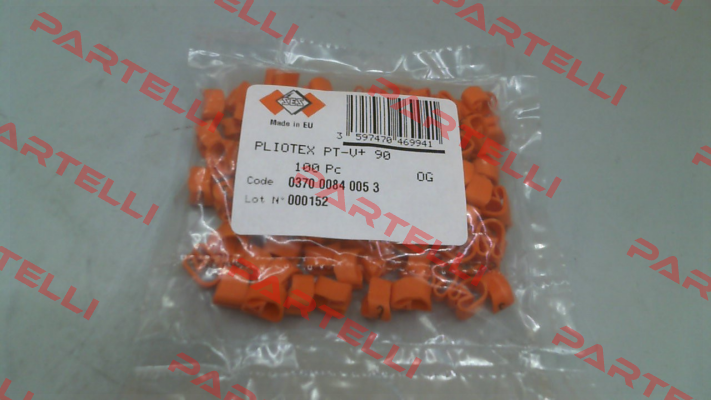 PARTELLI
PARTELLI
PARTELLI
SES
Made in EU
3 597470 469941
PLIOTEX PT-V+ 90
100 Pc
OG
Code 0370 0084 005 3
Lot N° 000152
PARTELLI
PARTELLI
PARTELLI
PARTELLI